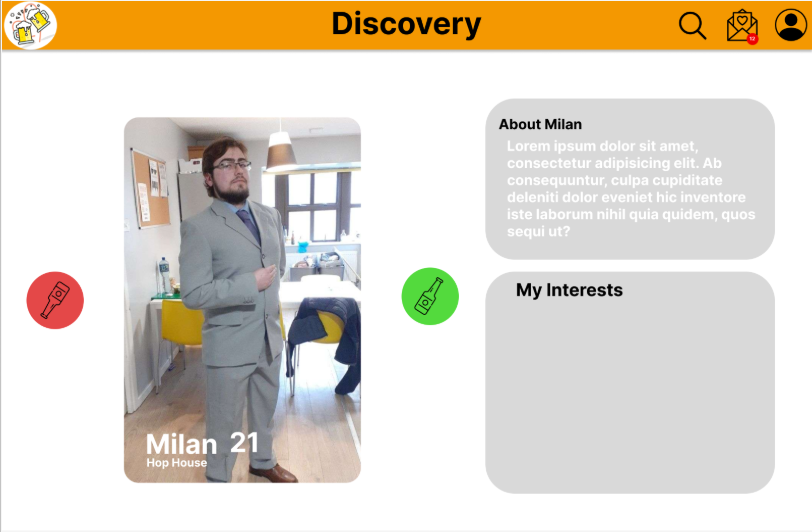 Discovery
12
About Milan
Lorem ipsum dolor sit amet,
consectetur adipisicing elit. Ab
consequuntur, culpa cupiditate
deleniti dolor eveniet hic inventore
iste laborum nihil quia quidem, quos
sequi ut?
My Interests
Milan 21
Hop House